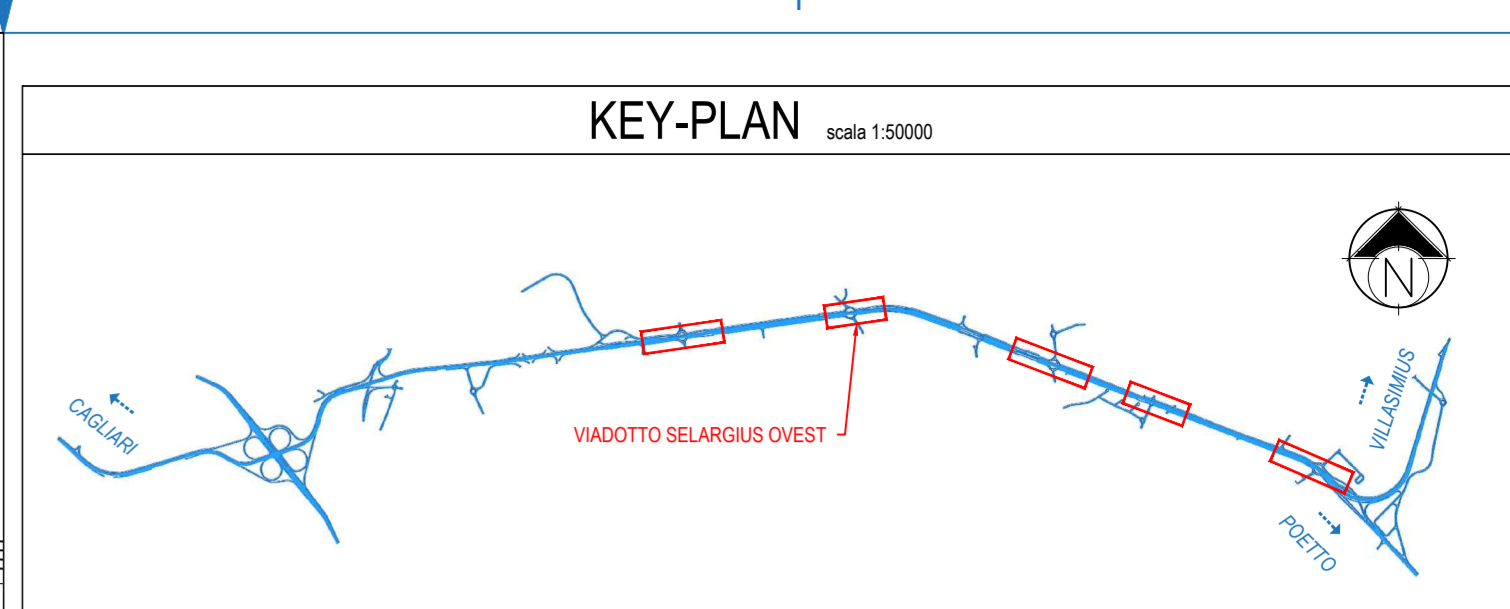 KEY-PLAN scala 1:50000
N
CAGLIARI
VILLASIMIUS
VIADOTTO SELARGIUS OVEST
POETTO